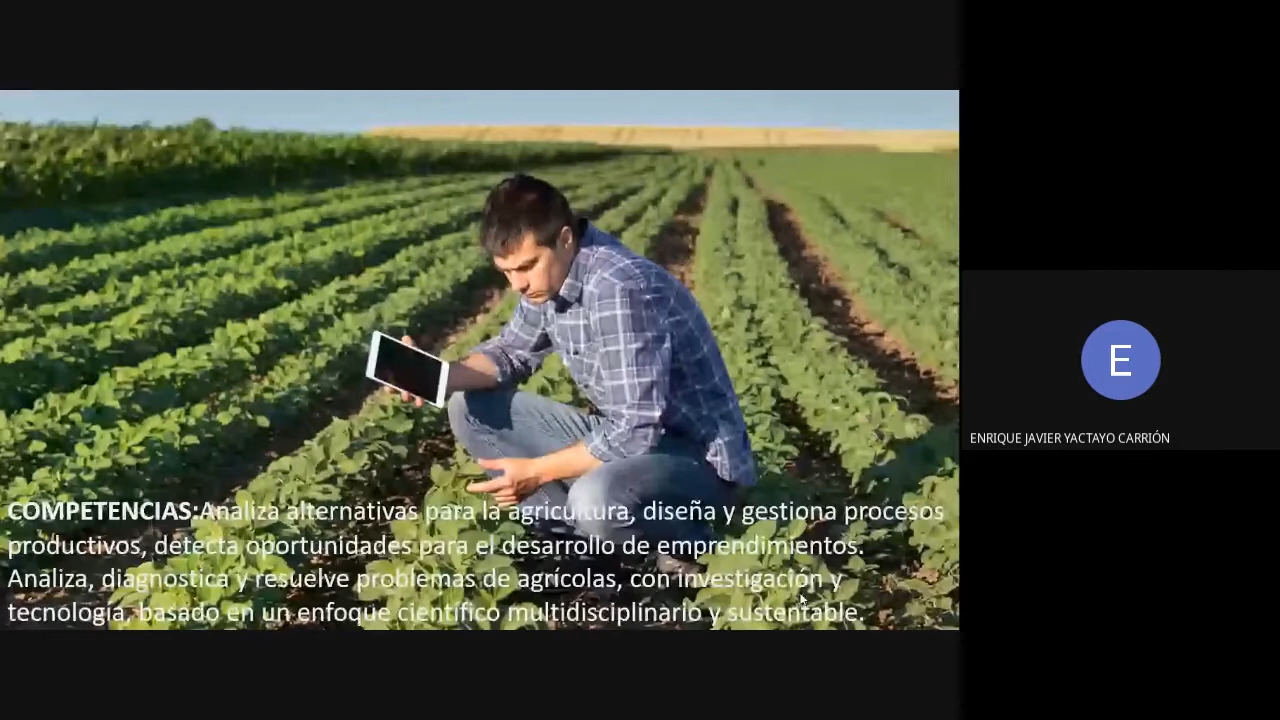 COMPETENCIAS:Analiza alternativas para la agricultura, diseña y gestiona procesos
productivos, detecta oportunidades para el desarrollo de emprendimientos.
Analiza, diagnostica y resuelve problemas de agrícolas, con investigación y
tecnología, basado en un enfoque científico multidisciplinario y sustentable.
E
ENRIQUE JAVIER YACTAYO CARRIÓN